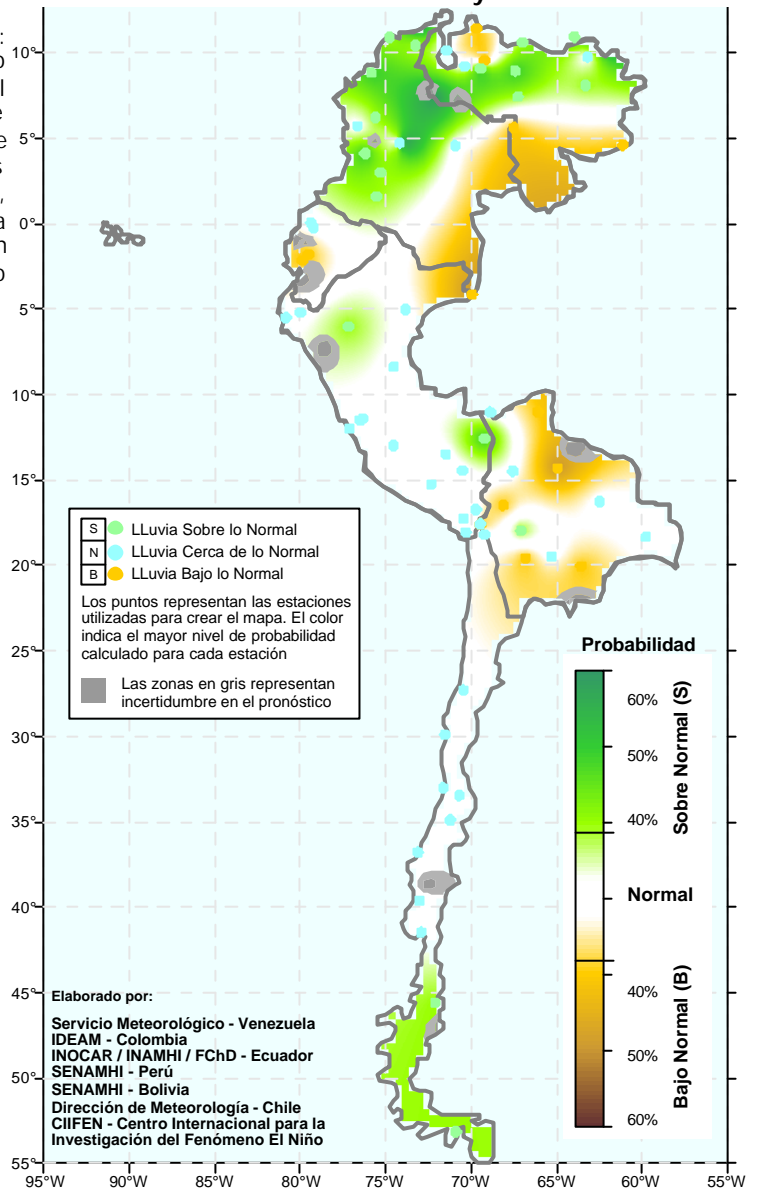 y
:
o
l
e
e
s
,
a
n
o
10°
5°
0°
5°
10°
15°
20°
25°
30°
35°
40°
45°
50°
55°
S LLuvia Sobre lo Normal
N LLuvia Cerca de lo Normal
B LLuvia Bajo lo Normal
Los puntos representan las estaciones
utilizadas para crear el mapa. El color
indica el mayor nivel de probabilidad
calculado para cada estación
Las zonas en gris representan
incertidumbre en el pronóstico
Probabilidad
60%
50%
40%
Sobre Normal (S)
Normal
40%
50%
60%
Bajo Normal (B)
Elaborado por:
Servicio Meteorológico - Venezuela
IDEAM - Colombia
INOCAR / INAMHI / FChD - Ecuador
SENAMHI - Perú
SENAMHI - Bolivia
Dirección de Meteorología - Chile
CIIFEN - Centro Internacional para la
Investigación del Fenómeno El Niño
95°W 90°W 85°W 80°W 75°W 70°W 65°W 60°W 55°W